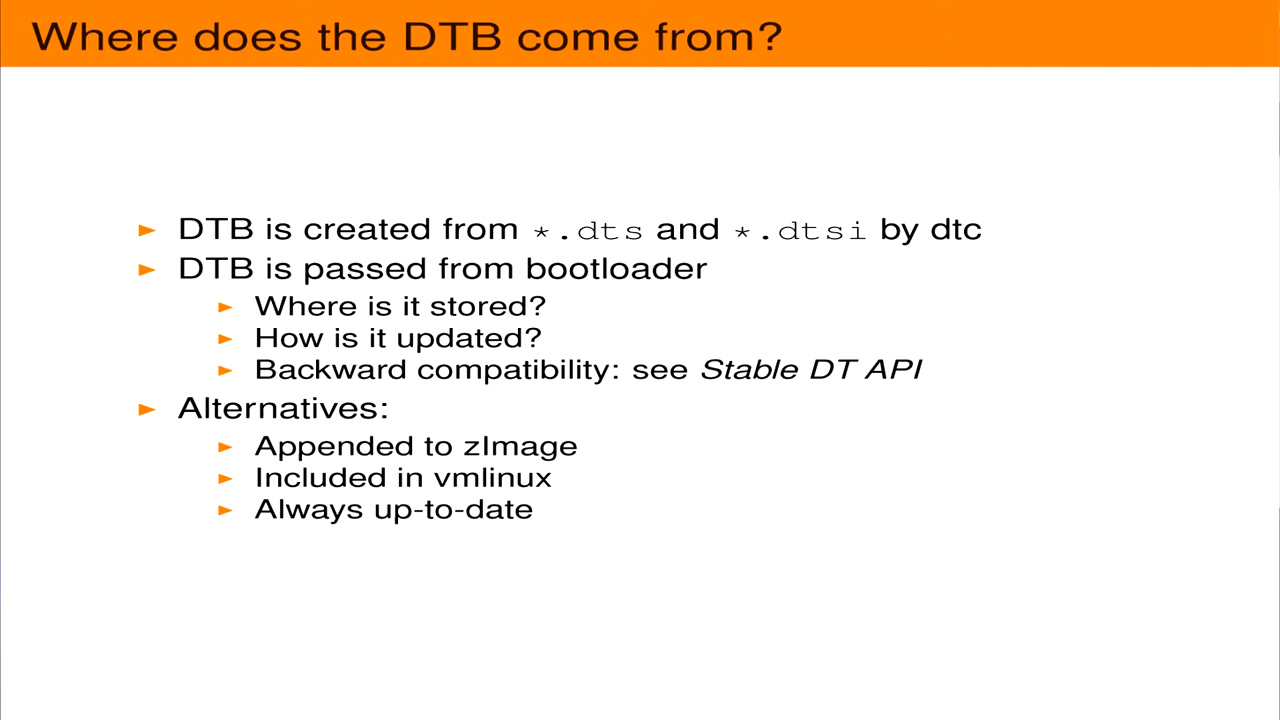 Where does the DTB come from?
DTB is created from *.dts and *.dtsi by dtc
DTB is passed from bootloader
Where is it stored?
How is it updated?
Backward compatibility: see Stable DT API
Alternatives:
Appended to zImage
Included in vmlinux
Always up-to-date